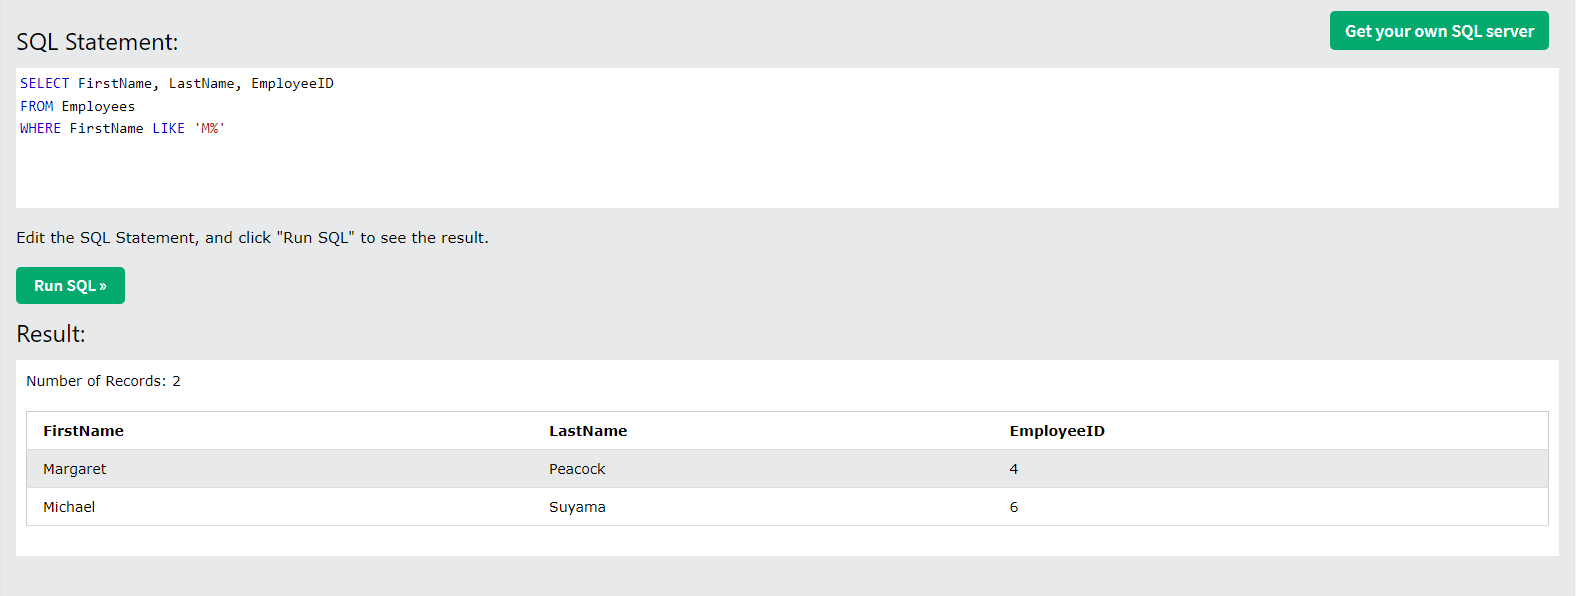 SQL Statement:
Get your own SQL server
SELECT FirstName, LastName, EmployeeID
FROM Employees
WHERE FirstName LIKE 'M%'
Edit the SQL Statement, and click "Run SQL" to see the result.
Run SQL »
Result:
Number of Records: 2
FirstName LastName EmployeeID
Margaret Peacock 4
Michael Suyama 6